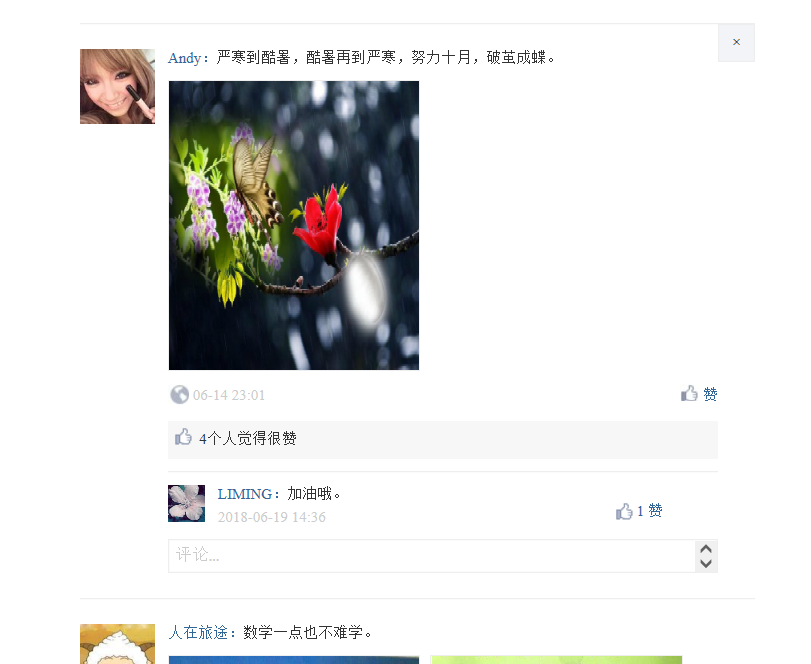 ×
Andy：严寒到酷暑，酷暑再到严寒，努力十月，破茧成蝶。
06-14 23:01 赞
4个人觉得很赞
LIMING：加油哦。
2018-06-19 14:36 1 赞
评论...
人在旅途：数学一点也不难学。